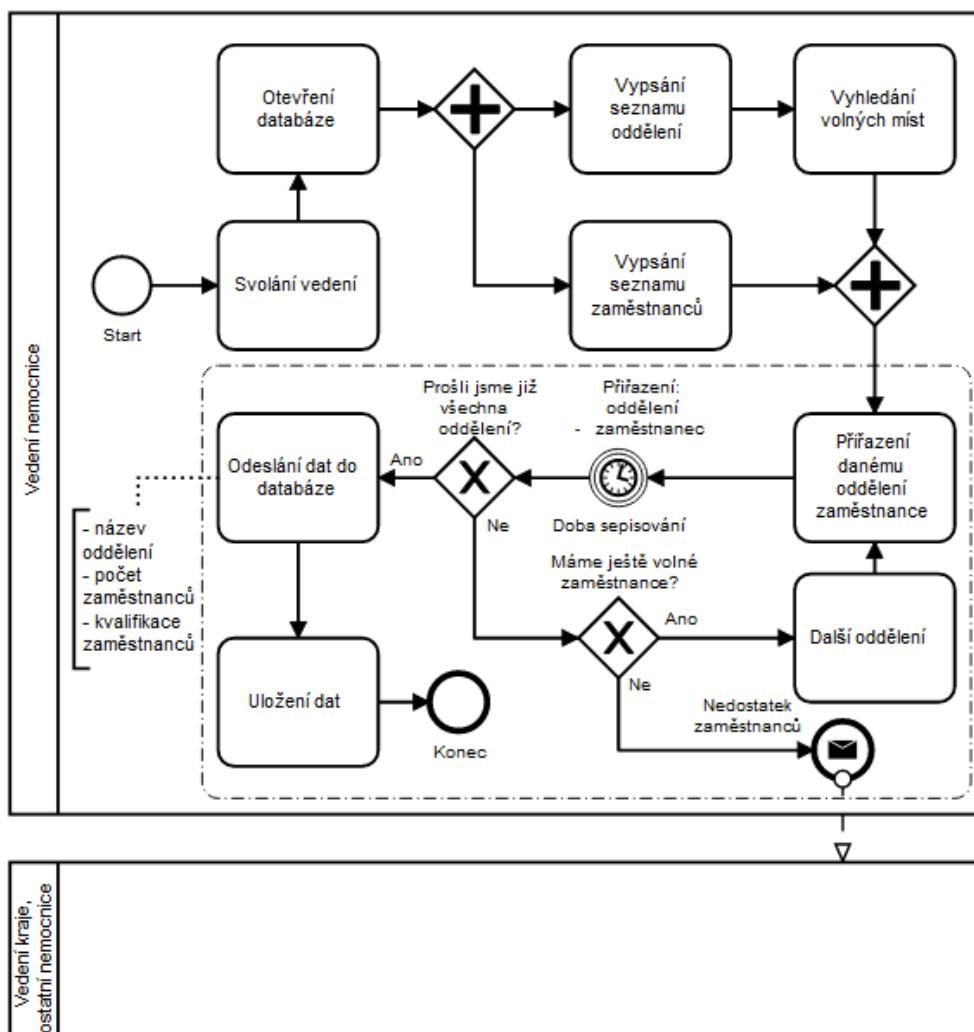 Vedení nemocnice
Otevření
databáze
Vypsání
seznamu
oddělení
Vyhledání
volných míst
Start
Svolání vedení
Vypsání
seznamu
zaměstnanců
Prošli jsme již
všechna
oddělení?
Přiřazení:
oddělení
- zaměstnanec
Odeslání dat do
databáze
Ano
Ne
Doba sepisování
Přiřazení
danému
oddělení
zaměstnance
- název
oddělení
- počet
zaměstnanců
- kvalifikace
zaměstnanců
Máme ještě volné
zaměstnance?
Ano
Ne
Další oddělení
Uložení dat
Konec
Nedostatek
zaměstnanců
Vedení kraje,
ostatní nemocnice